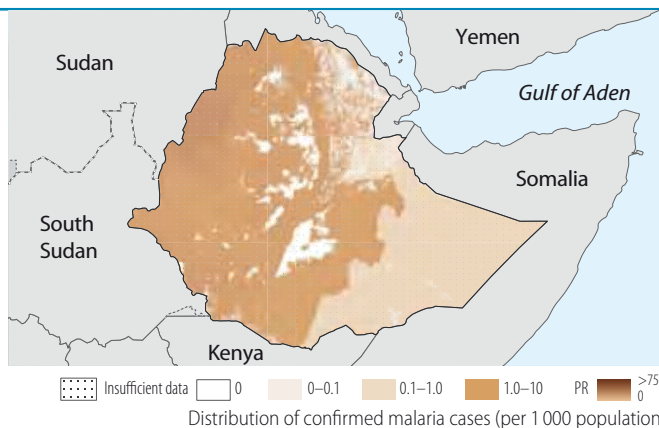 Yemen
Sudan
Gulf of Aden
Somalia
South
Sudan
Kenya
Insufficient data 0 0–0.1 0.1–1.0 1.0–10 PR >75
0
Distribution of confirmed malaria cases (per 1 000 population